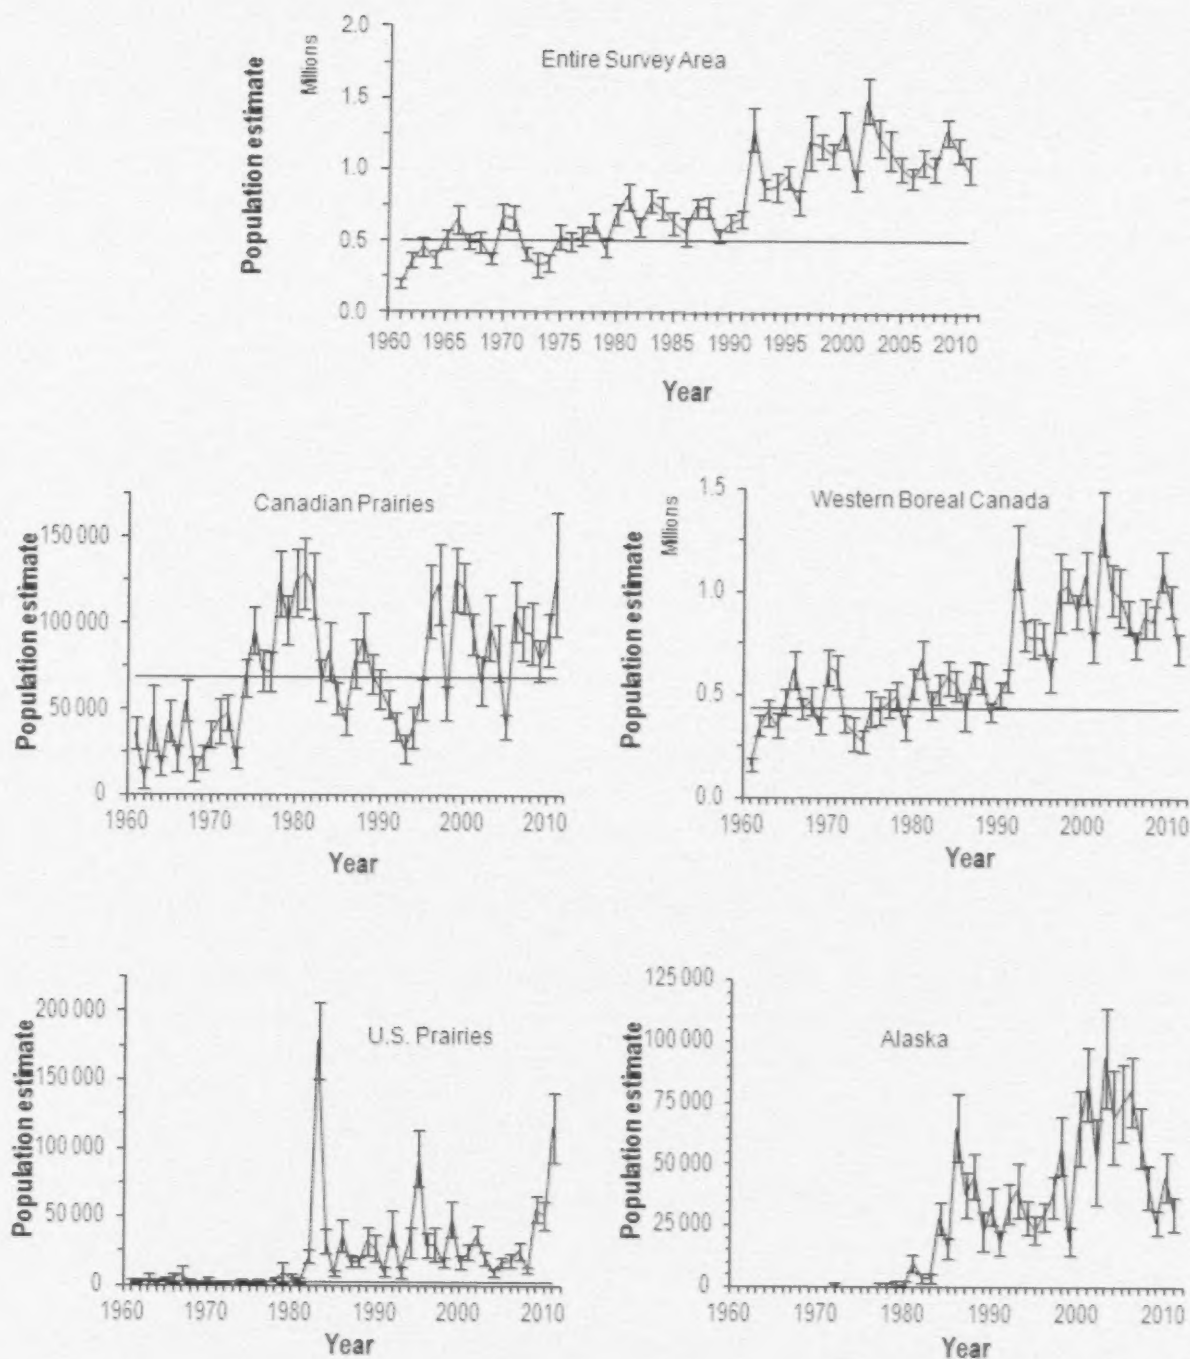 Entire Survey Area
Population estimate
Millions
2.0
1.5
1.0
0.5
0.0
1960 1965 1970 1975 1980 1985 1990 1995 2000 2005 2010
Year
Canadian Prairies
Population estimate
150 000
100 000
50 000
0
1960 1970 1980 1990 2000 2010
Year
Western Boreal Canada
Population estimate
Millions
1.5
1.0
0.5
0.0
1960 1970 1980 1990 2000 2010
Year
U.S. Prairies
Population estimate
200 000
150 000
100 000
50 000
0
1960 1970 1980 1990 2000 2010
Year
Alaska
Population estimate
125 000
100 000
75 000
50 000
25 000
0
1960 1970 1980 1990 2000 2010
Year